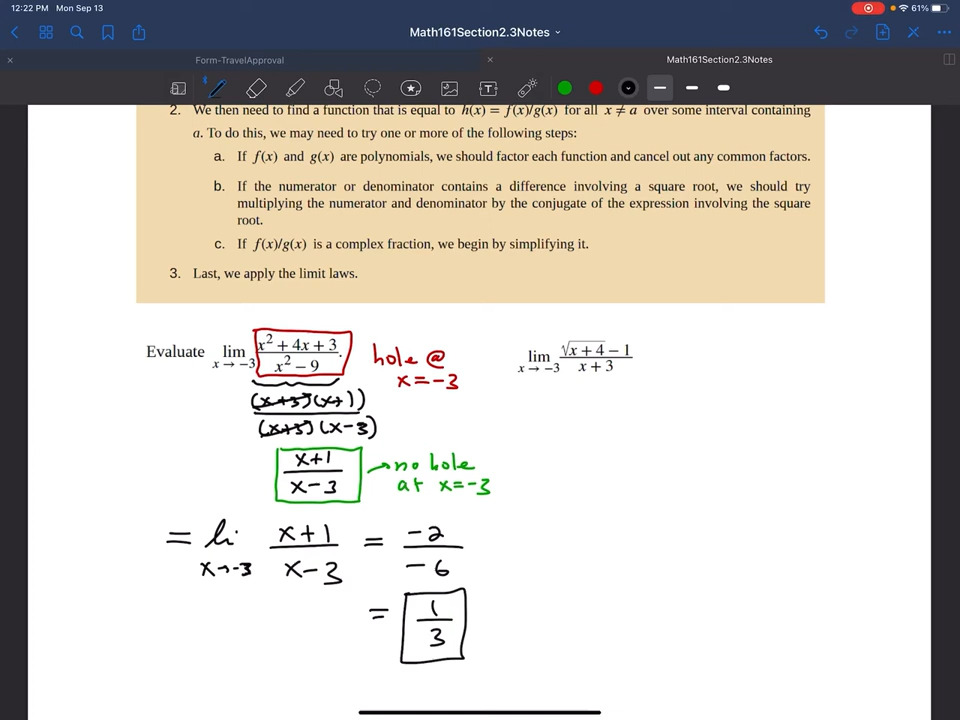 12:22 PM Mon Sep 13
61%
Math161Section2.3Notes
Form-TravelApproval
Math161Section2.3Notes
2. We then need to find a function that is equal to h(x) = f(x)/g(x) for all x ≠ a over some interval containing
a. To do this, we may need to try one or more of the following steps:
a. If f(x) and g(x) are polynomials, we should factor each function and cancel out any common factors.
b. If the numerator or denominator contains a difference involving a square root, we should try
multiplying the numerator and denominator by the conjugate of the expression involving the square
root.
c. If f(x)/g(x) is a complex fraction, we begin by simplifying it.
3. Last, we apply the limit laws.
Evaluate lim x → −3 (x² + 4x + 3)/(x² − 9).
hole @
x = −3
(x+3)(x+1)
(x+3)(x−3)
x+1
x−3
no hole
at x=−3
= li x→−3 (x+1)/(x−3) = −2/−6
= 1/3
lim x → −3 (√(x + 4) − 1)/(x + 3)